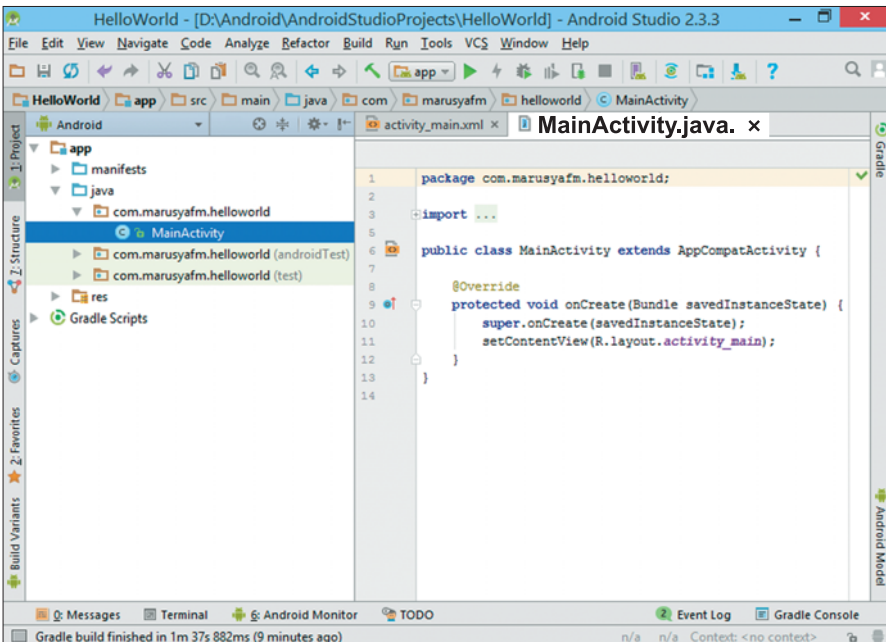 HelloWorld - [D:\Android\AndroidStudioProjects\HelloWorld] - Android Studio 2.3.3
File Edit View Navigate Code Analyze Refactor Build Run Tools VCS Window Help
app
HelloWorld app src main java com marusyafm helloworld MainActivity
1: Project
Z: Structure
Captures
2: Favorites
Build Variants
Android
app
manifests
java
com.marusyafm.helloworld
MainActivity
com.marusyafm.helloworld (androidTest)
com.marusyafm.helloworld (test)
res
Gradle Scripts
activity_main.xml × MainActivity.java. ×
1 package com.marusyafm.helloworld;
2
3 import ...
5
6 public class MainActivity extends AppCompatActivity {
7
8 @Override
9 protected void onCreate(Bundle savedInstanceState) {
10 super.onCreate(savedInstanceState);
11 setContentView(R.layout.activity_main);
12 }
13 }
14
Gradle
Android Model
0: Messages Terminal 6: Android Monitor TODO 2 Event Log Gradle Console
Gradle build finished in 1m 37s 882ms (9 minutes ago) n/a n/a Context: <no context>